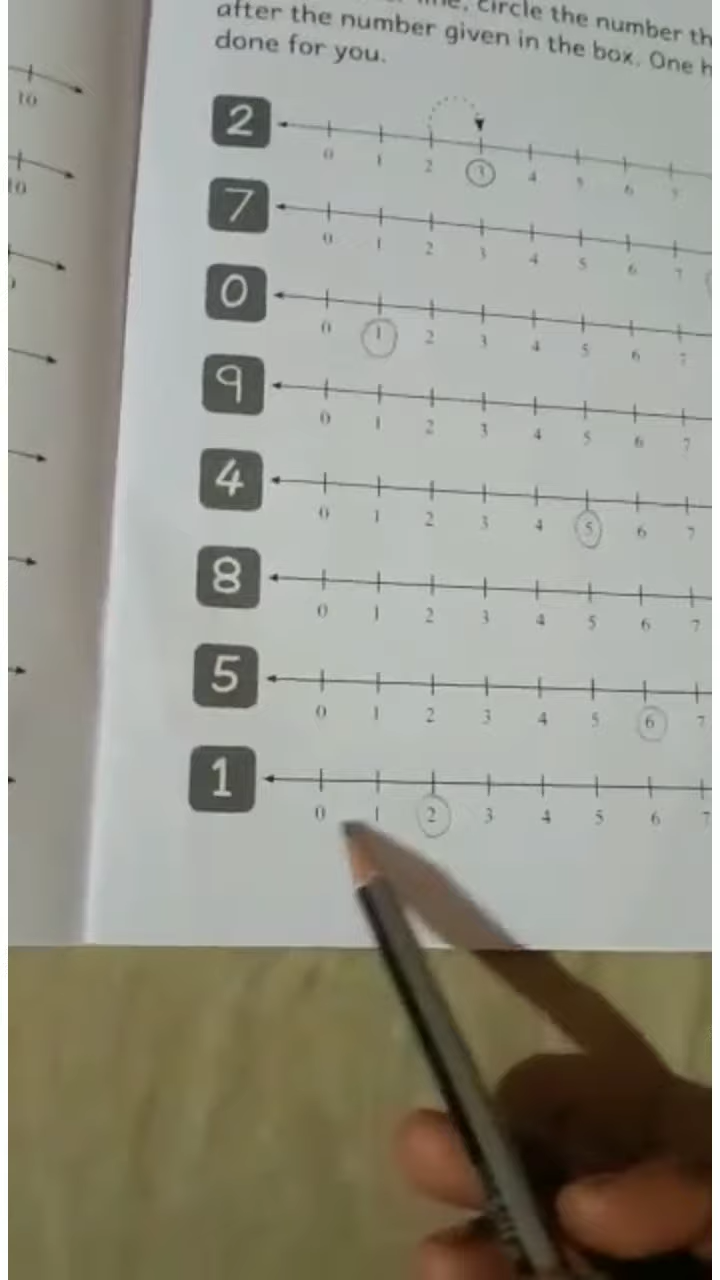 circle the number th
after the number given in the box. One h
done for you.
10
10
2 0 1 2 3 4 5 6 7
7 0 1 2 3 4 5 6 7
0 0 1 2 3 4 5 6 7
9 0 1 2 3 4 5 6 7
4 0 1 2 3 4 5 6 7
8 0 1 2 3 4 5 6 7
5 0 1 2 3 4 5 6 7
1 0 1 2 3 4 5 6 7